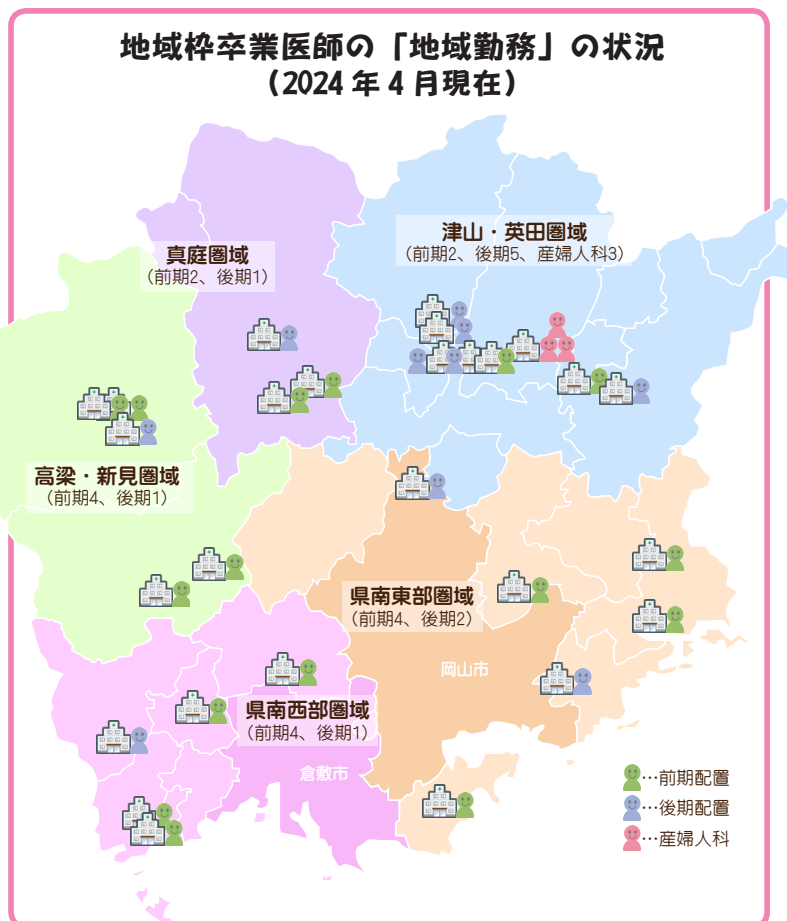 地域枠卒業医師の「地域勤務」の状況
（2024年4月現在）
真庭圏域
（前期2、後期1）
津山・英田圏域
（前期2、後期5、産婦人科3）
高梁・新見圏域
（前期4、後期1）
県南東部圏域
（前期4、後期2）
岡山市
県南西部圏域
（前期4、後期1）
倉敷市
…前期配置
…後期配置
…産婦人科